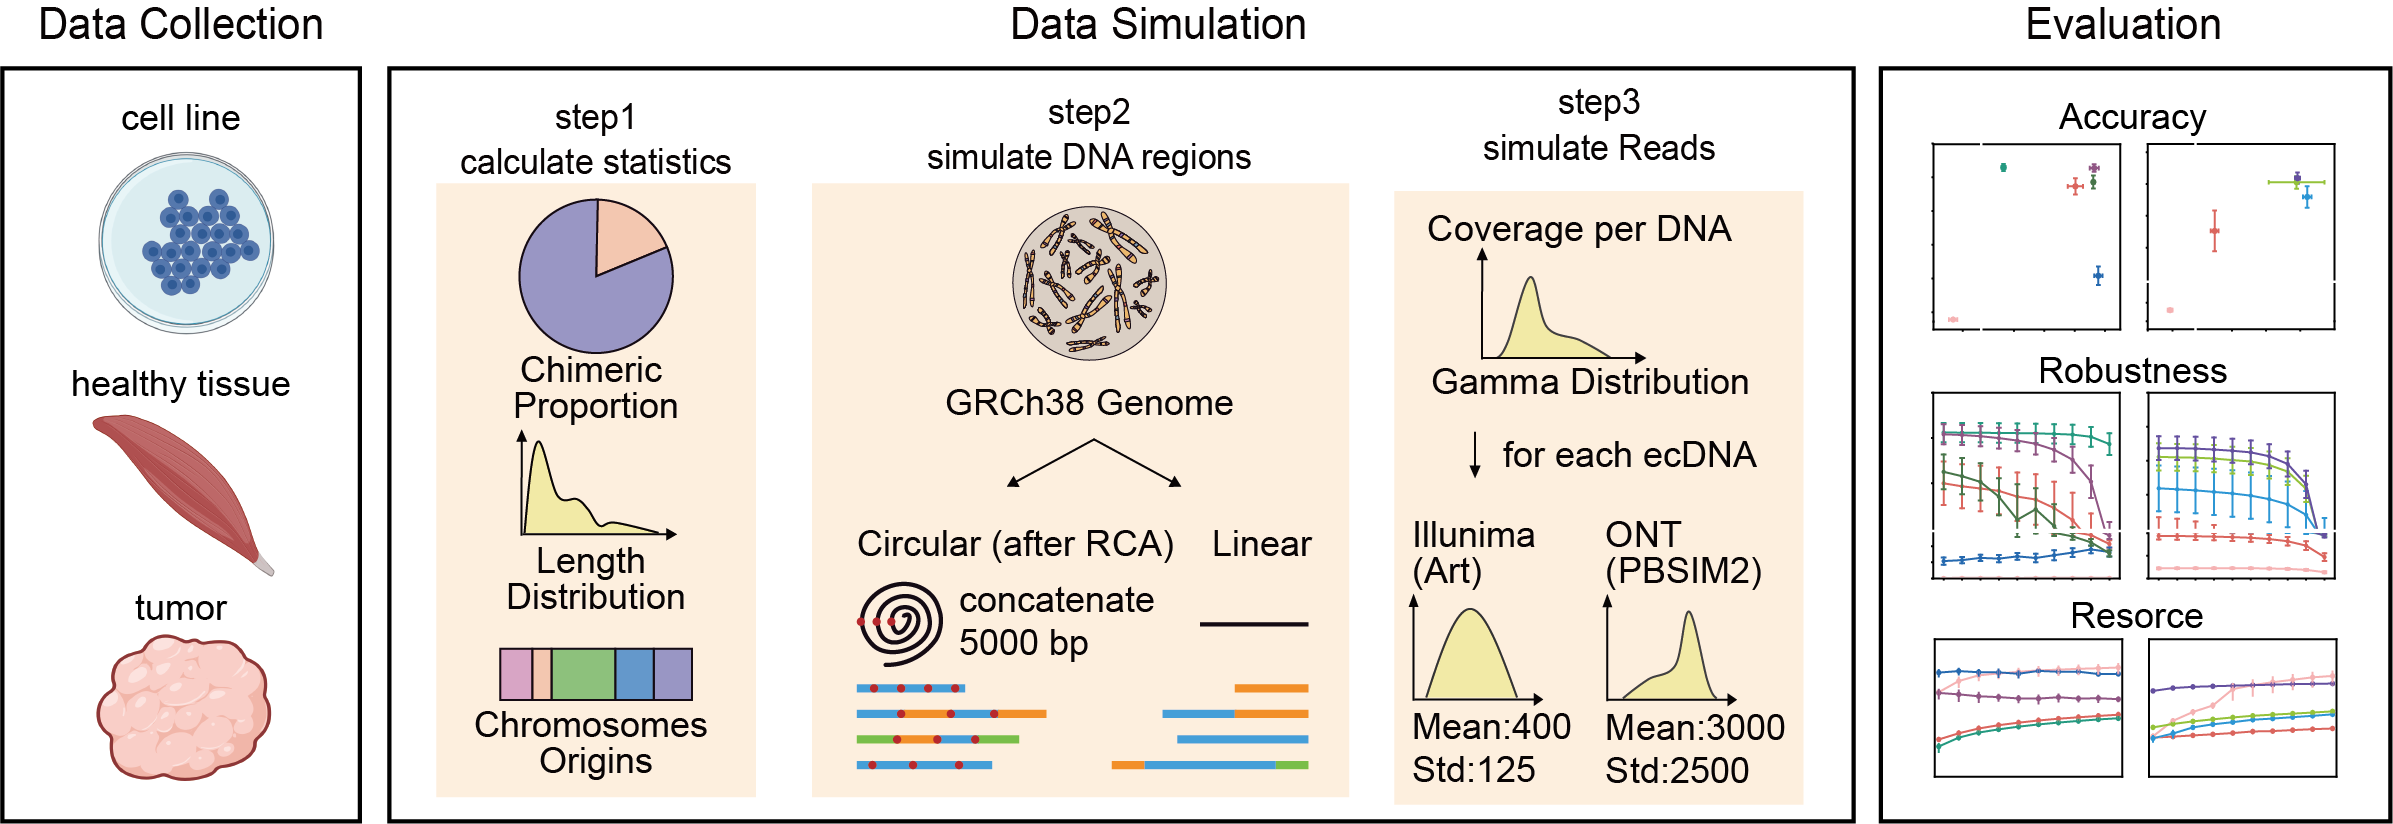 Data Collection
cell line
healthy tissue
tumor
Data Simulation
step1
calculate statistics
Chimeric
Proportion
Length
Distribution
Chromosomes
Origins
step2
simulate DNA regions
GRCh38 Genome
Circular (after RCA)
Linear
concatenate
5000 bp
step3
simulate Reads
Coverage per DNA
Gamma Distribution
for each ecDNA
Illunima
(Art)
Mean:400
Std:125
ONT
(PBSIM2)
Mean:3000
Std:2500
Evaluation
Accuracy
Robustness
Resorce